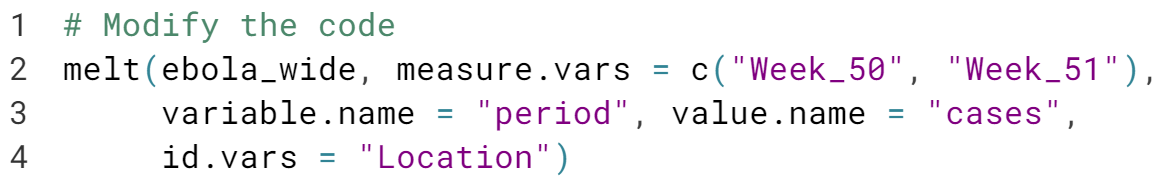 1 # Modify the code
2 melt(ebola_wide, measure.vars = c("Week_50", "Week_51"),
3      variable.name = "period", value.name = "cases",
4      id.vars = "Location")